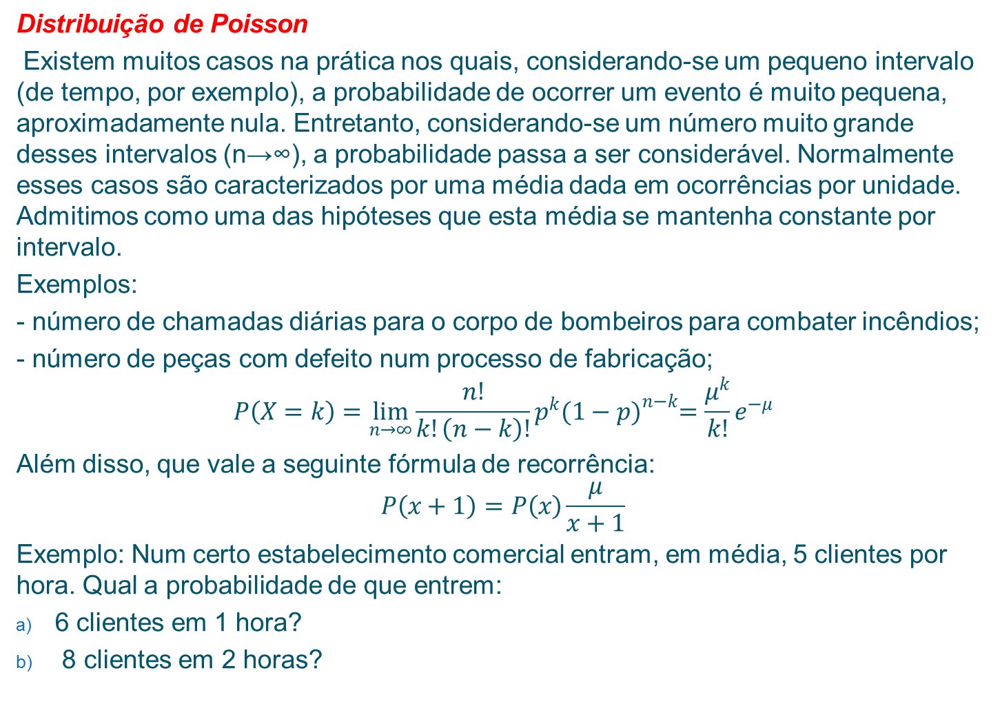 Distribuição de Poisson
Existem muitos casos na prática nos quais, considerando-se um pequeno intervalo
(de tempo, por exemplo), a probabilidade de ocorrer um evento é muito pequena,
aproximadamente nula. Entretanto, considerando-se um número muito grande
desses intervalos (n→∞), a probabilidade passa a ser considerável. Normalmente
esses casos são caracterizados por uma média dada em ocorrências por unidade.
Admitimos como uma das hipóteses que esta média se mantenha constante por
intervalo.
Exemplos:
- número de chamadas diárias para o corpo de bombeiros para combater incêndios;
- número de peças com defeito num processo de fabricação;
$P(X = k) = \lim_{n \to \infty} \frac{n!}{k!(n-k)!} p^k (1-p)^{n-k} = \frac{\mu^k}{k!} e^{-\mu}$
Além disso, que vale a seguinte fórmula de recorrência:
$P(x + 1) = P(x) \frac{\mu}{x+1}$
Exemplo: Num certo estabelecimento comercial entram, em média, 5 clientes por
hora. Qual a probabilidade de que entrem:
a) 6 clientes em 1 hora?
b) 8 clientes em 2 horas?